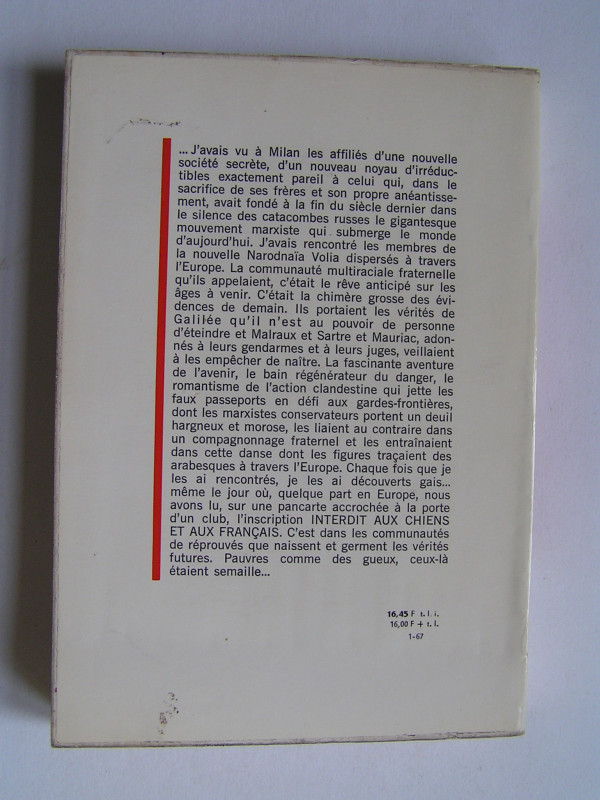 ... J'avais vu à Milan les affiliés d'une nouvelle
société secrète, d'un nouveau noyau d'irréduc-
tibles exactement pareil à celui qui, dans le
sacrifice de ses frères et son propre anéantisse-
ment, avait fondé à la fin du siècle dernier dans
le silence des catacombes russes le gigantesque
mouvement marxiste qui submerge le monde
d'aujourd'hui. J'avais rencontré les membres de
la nouvelle Narodnaïa Volia dispersés à travers
l'Europe. La communauté multiraciale fraternelle
qu'ils appelaient, c'était le rêve anticipé sur les
âges à venir. C'était la chimère grosse des évi-
dences de demain. Ils portaient les vérités de
Galilée qu'il n'est au pouvoir de personne
d'éteindre et Malraux et Sartre et Mauriac, adon-
nés à leurs gendarmes et à leurs juges, veillaient
à les empêcher de naître. La fascinante aventure
de l'avenir, le bain régénérateur du danger, le
romantisme de l'action clandestine qui jette les
faux passeports en défi aux gardes-frontières,
dont les marxistes conservateurs portent un deuil
hargneux et morose, les liaient au contraire dans
un compagnonnage fraternel et les entraînaient
dans cette danse dont les figures traçaient des
arabesques à travers l'Europe. Chaque fois que je
les ai rencontrés, je les ai découverts gais...
même le jour où, quelque part en Europe, nous
avons lu, sur une pancarte accrochée à la porte
d'un club, l'inscription INTERDIT AUX CHIENS
ET AUX FRANÇAIS. C'est dans les communautés
de réprouvés que naissent et germent les vérités
futures. Pauvres comme des gueux, ceux-là
étaient semaille...
16,45 F t. l. i.
16,00 F + t. l.
1-67